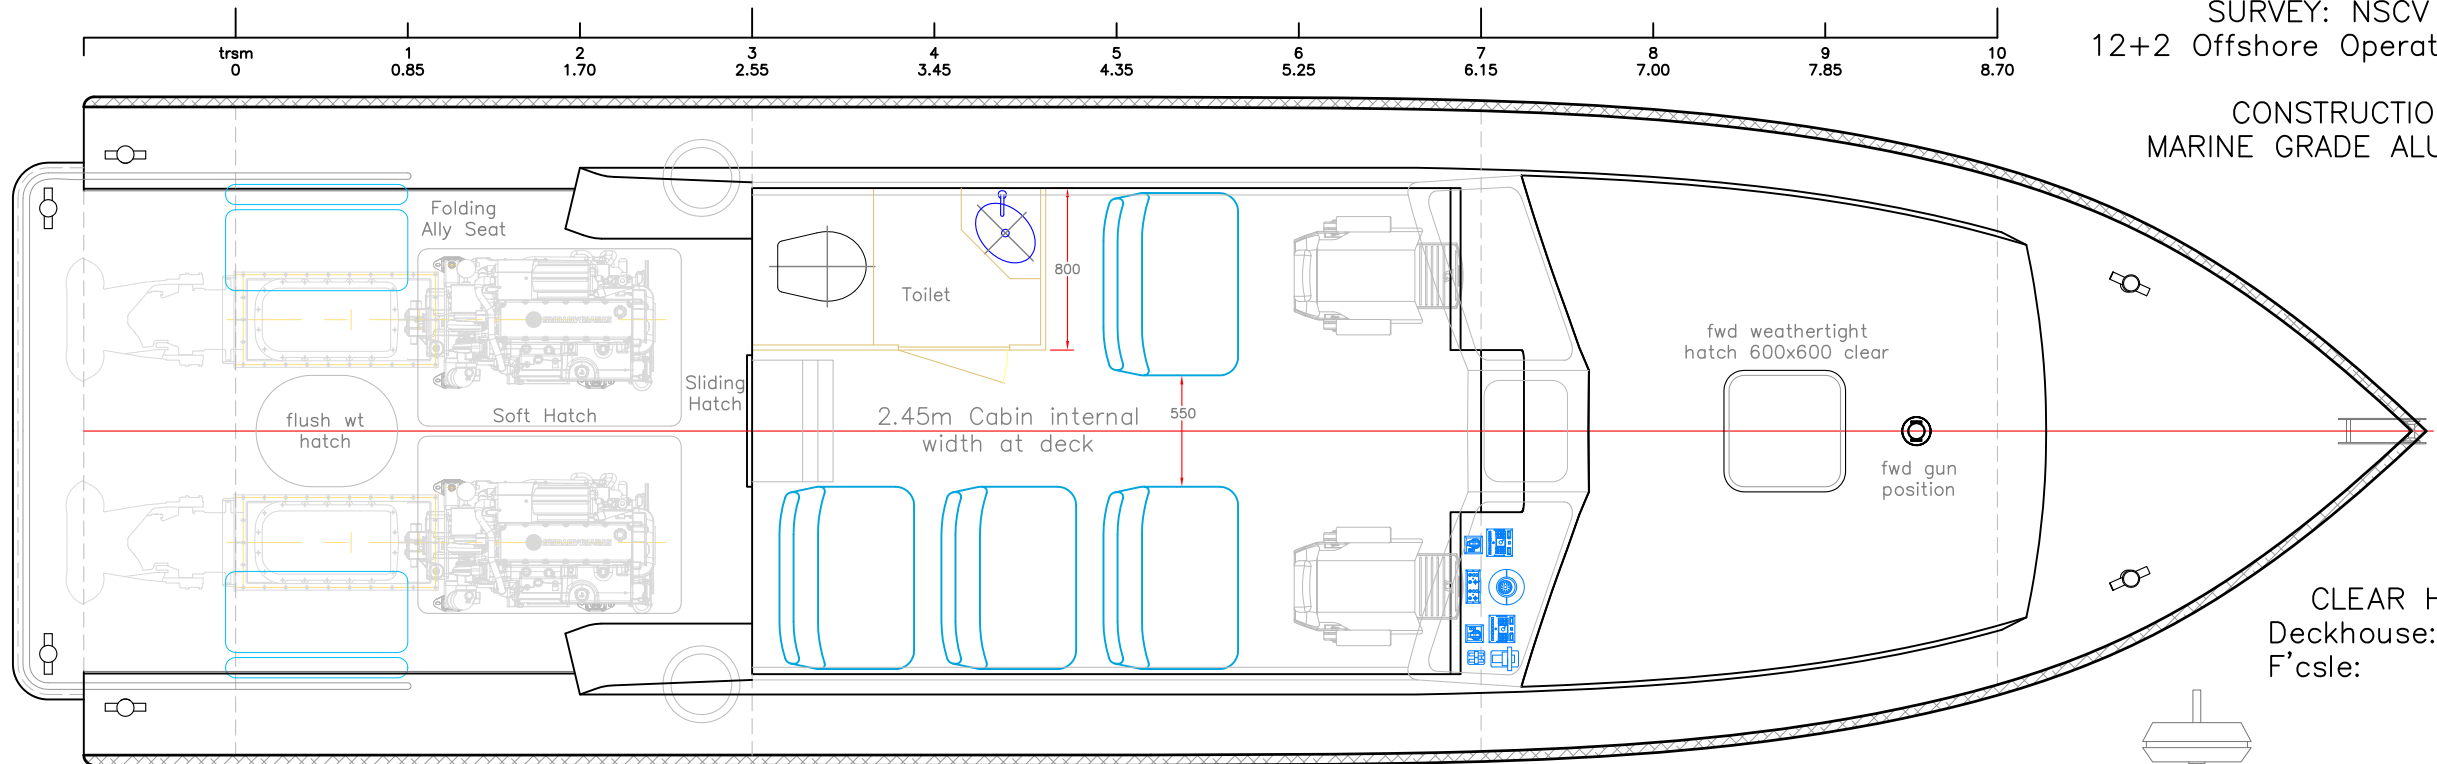 SURVEY: NSCV
12+2 Offshore Operat
trsm 1 2 3 4 5 6 7 8 9 10
0 0.85 1.70 2.55 3.45 4.35 5.25 6.15 7.00 7.85 8.70
CONSTRUCTIO
MARINE GRADE ALU
Folding
Ally Seat
800
Toilet
fwd weathertight
hatch 600x600 clear
Sliding
Hatch
Soft Hatch
flush wt
hatch
2.45m Cabin internal
width at deck
550
fwd gun
position
CLEAR H
Deckhouse:
F'csle: